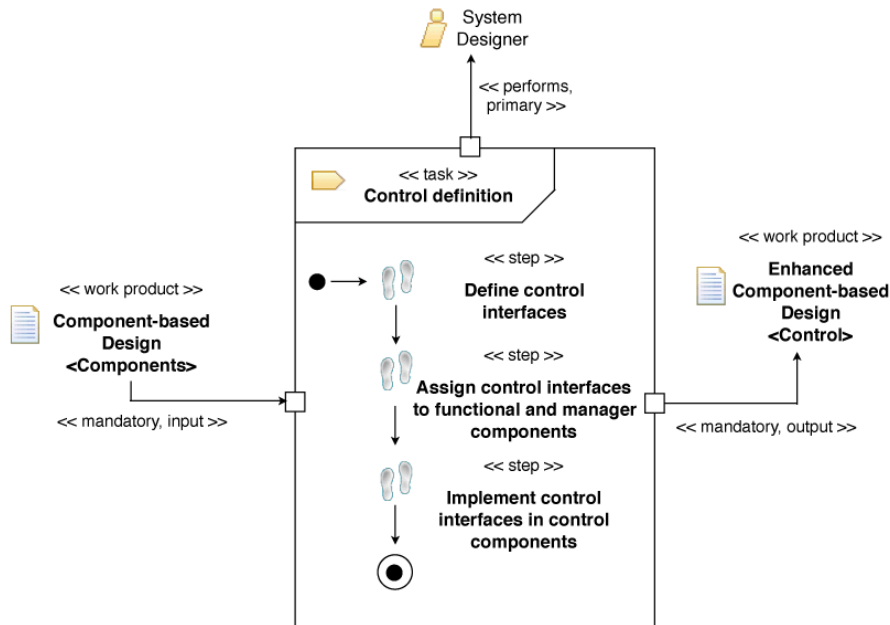 System
Designer
<< performs,
primary >>
<< task >>
Control definition
<< work product >>
Component-based
Design
<Components>
<< mandatory, input >>
<< step >>
Define control
interfaces
<< step >>
Assign control interfaces
to functional and manager
components
<< step >>
Implement control
interfaces in control
components
<< work product >>
Enhanced
Component-based
Design
<Control>
<< mandatory, output >>